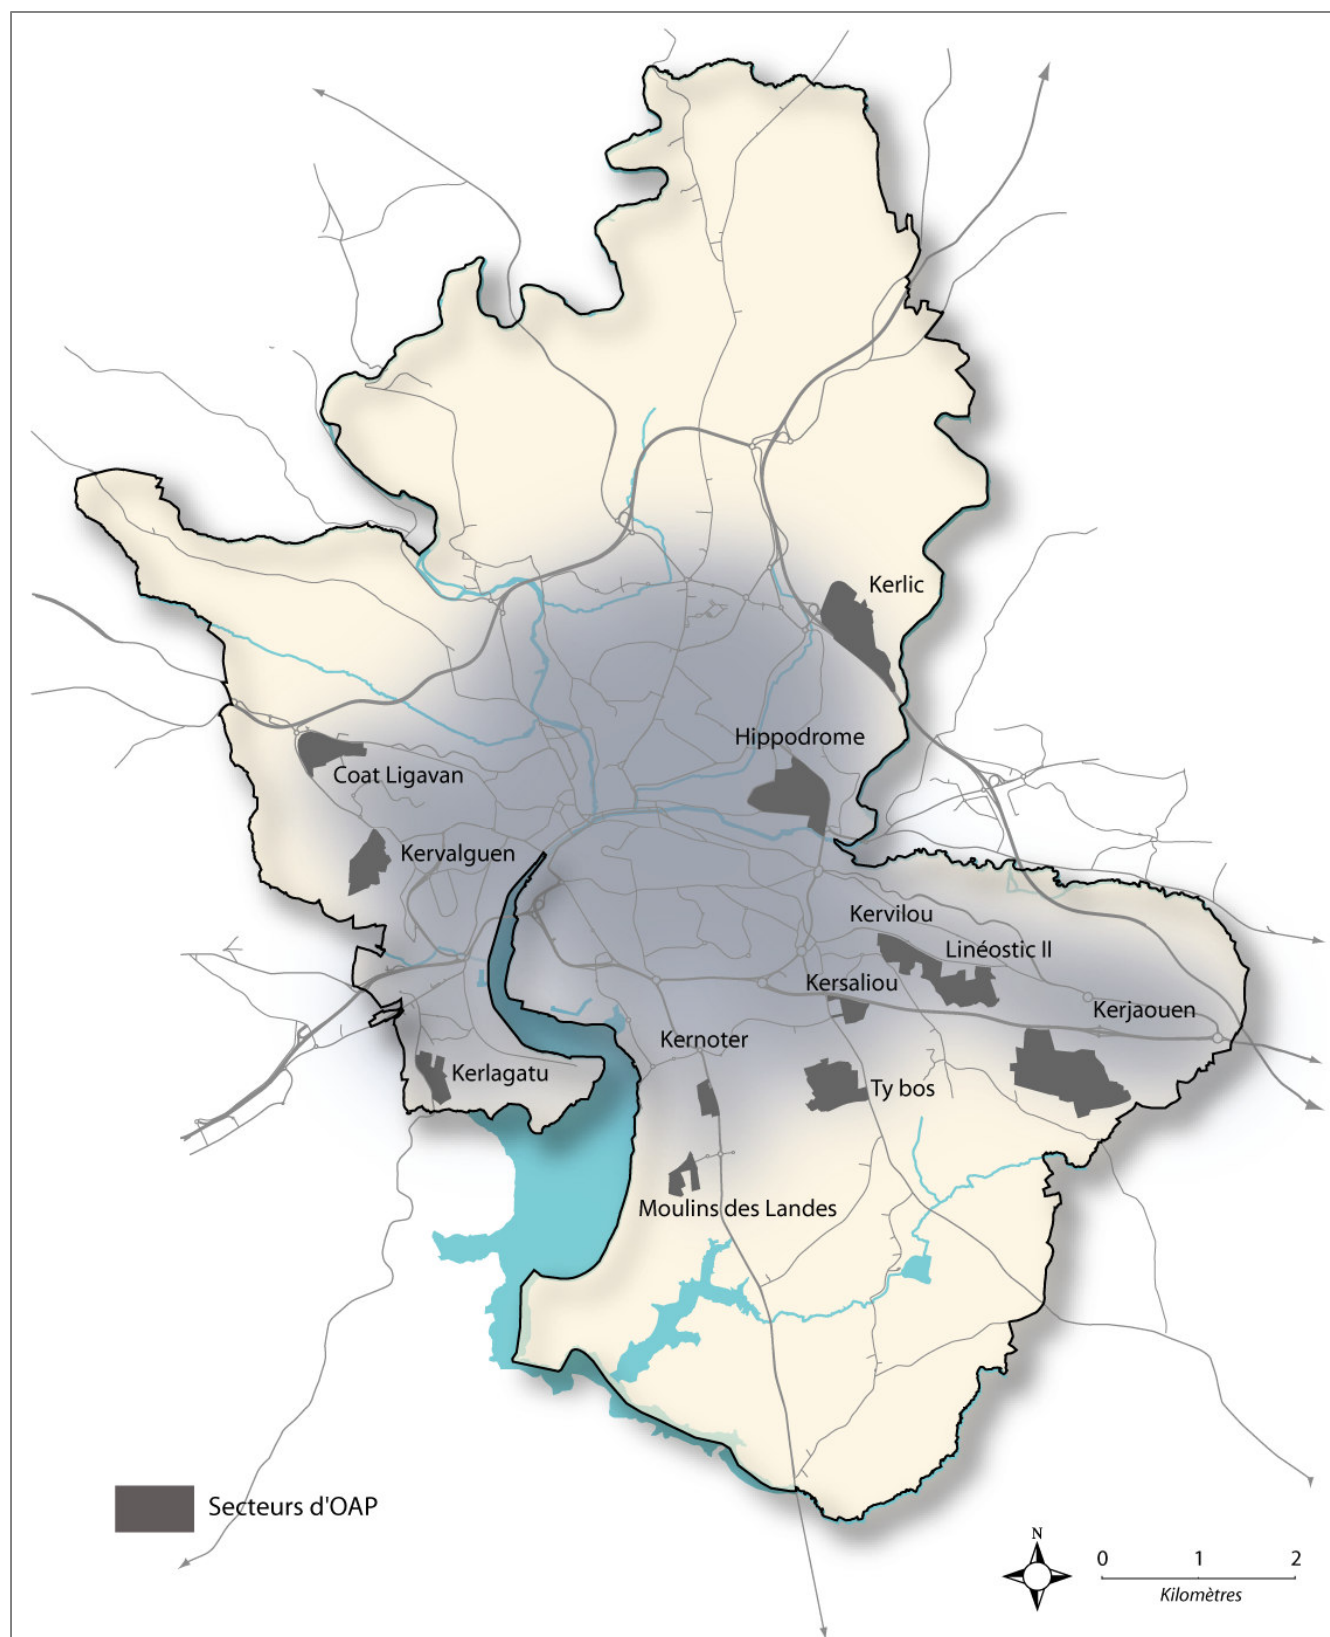 Kerlic
Hippodrome
Coat Ligavan
Kervalguen
Kervilou
Linéostic II
Kersaliou
Kerjaouen
Kernoter
Kerlagatu
Ty bos
Moulins des Landes
Secteurs d'OAP
N
0 1 2
Kilomètres